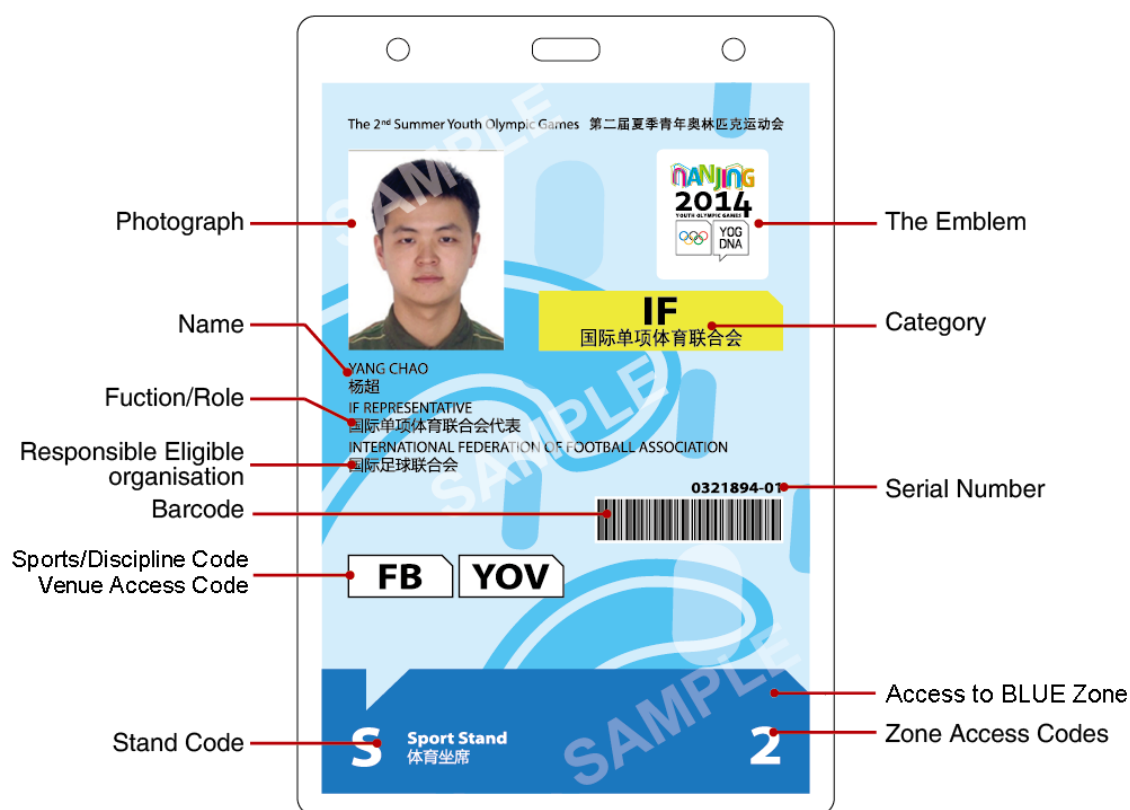 The 2nd Summer Youth Olympic Games 第二届夏季青年奥林匹克运动会
SAMPLE
NANJING
2014
YOUTH OLYMPIC GAMES
YOG
DNA
Photograph
The Emblem
IF
国际单项体育联合会
Name
Category
YANG CHAO
杨超
Fuction/Role
IF REPRESENTATIVE
国际单项体育联合会代表
SAMPLE
Responsible Eligible
organisation
INTERNATIONAL FEDERATION OF FOOTBALL ASSOCIATION
国际足球联合会
0321894-01
Serial Number
Barcode
Sports/Discipline Code
Venue Access Code
FB YOV
SAMPLE
Access to BLUE Zone
Stand Code
S Sport Stand
体育坐席
2
Zone Access Codes